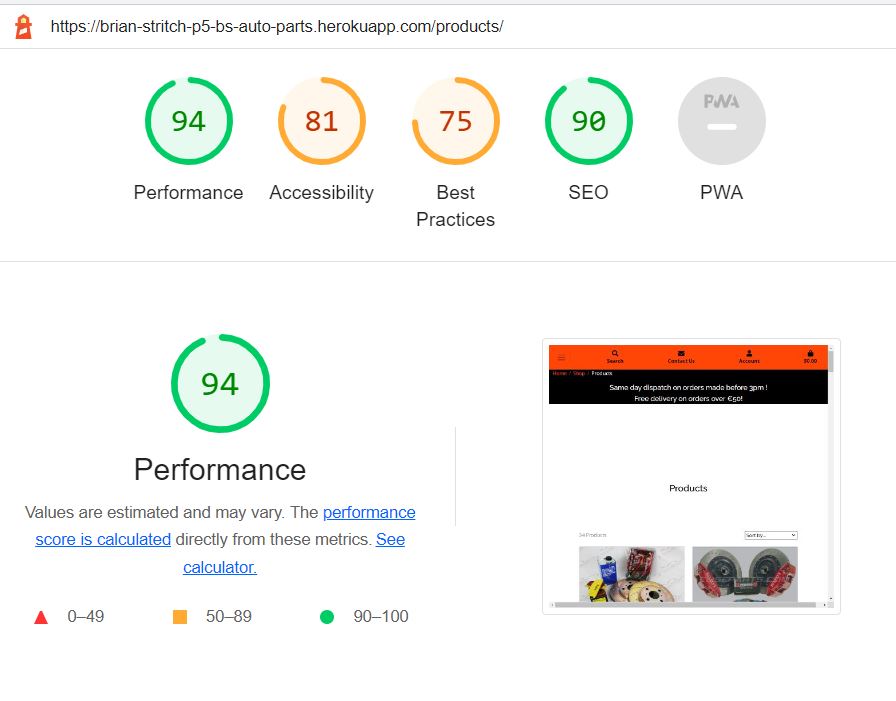 https://brian-stritch-p5-bs-auto-parts.herokuapp.com/products/
94
81
75
90
PWA
Performance
Accessibility
Best
Practices
SEO
PWA
94
Performance
Values are estimated and may vary. The performance
score is calculated directly from these metrics. See
calculator.
0–49
50–89
90–100
Search
Contact Us
Account
$0.00
Home / Shop / Products
Same day dispatch on orders made before 3pm !
Free delivery on orders over €50!
Products
Sort by...